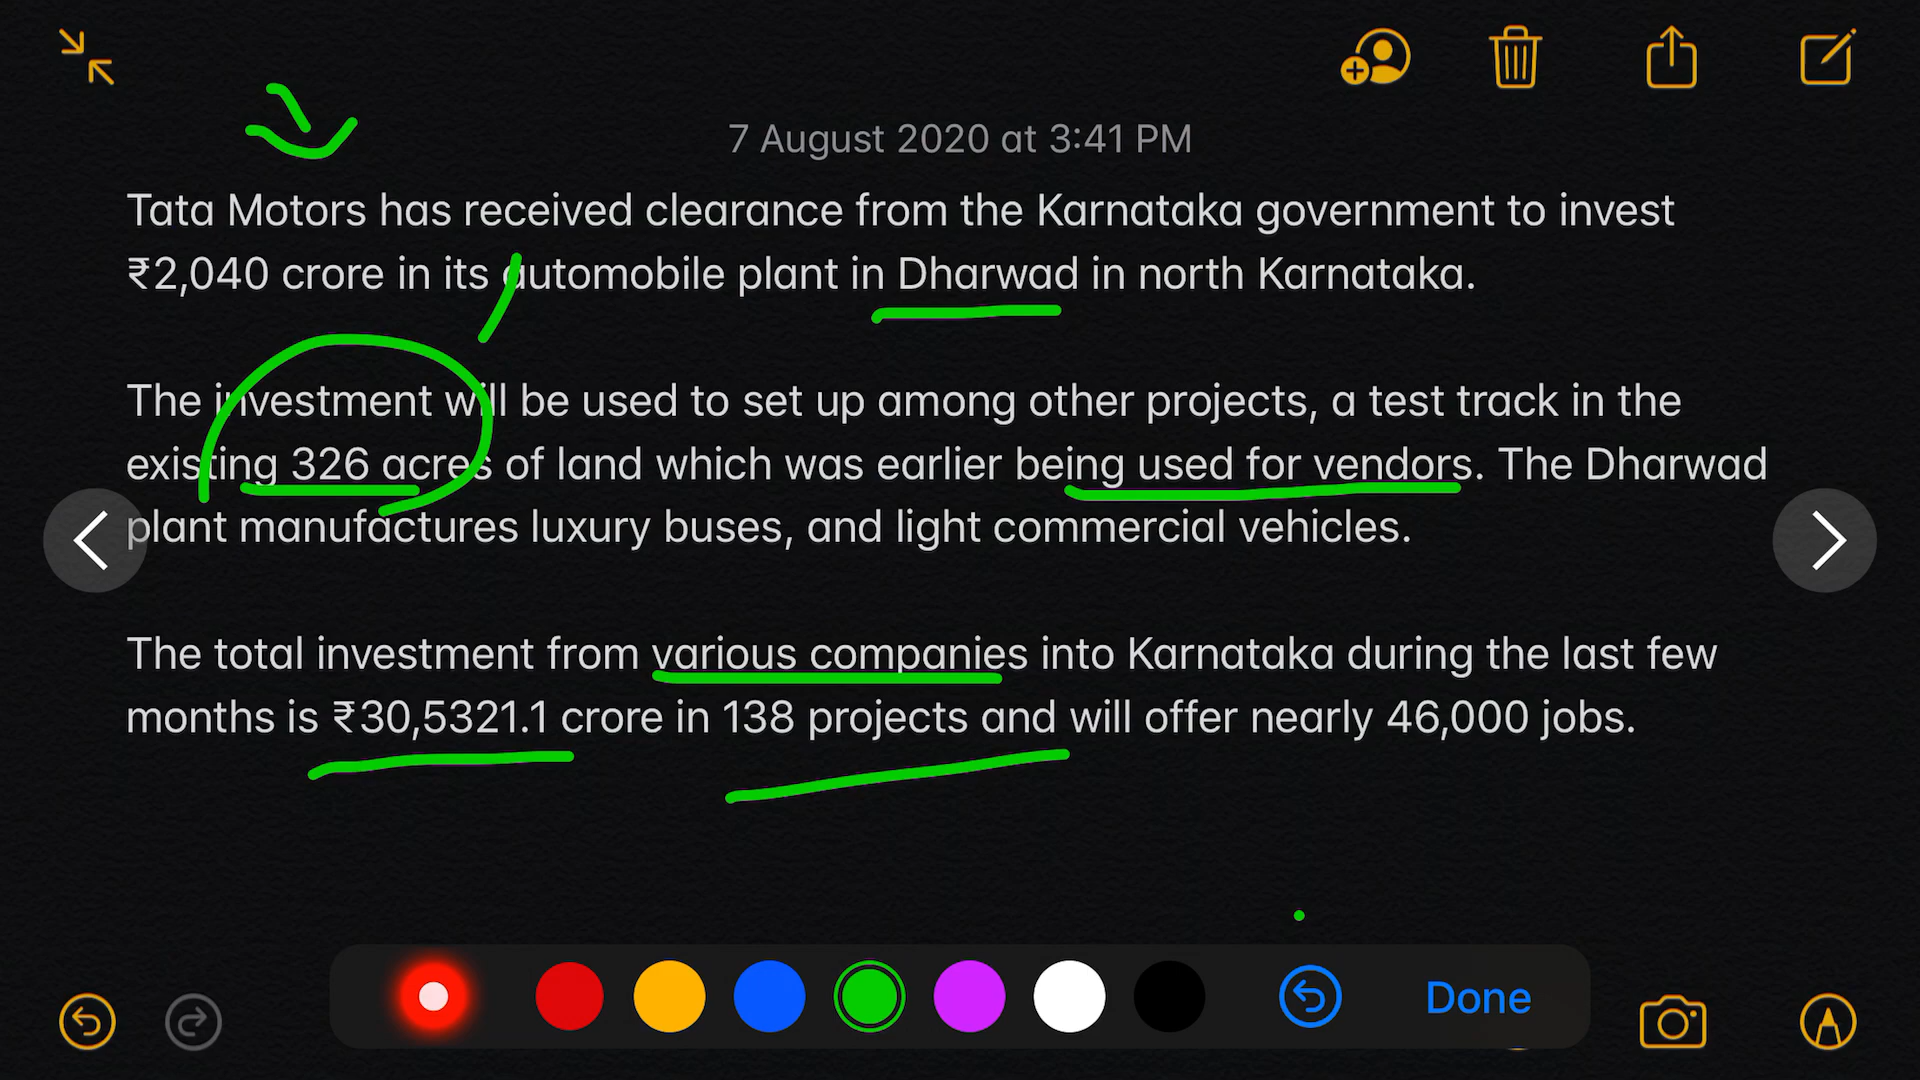 7 August 2020 at 3:41 PM
Tata Motors has received clearance from the Karnataka government to invest
₹2,040 crore in its automobile plant in Dharwad in north Karnataka.
The investment will be used to set up among other projects, a test track in the
existing 326 acres of land which was earlier being used for vendors. The Dharwad
plant manufactures luxury buses, and light commercial vehicles.
The total investment from various companies into Karnataka during the last few
months is ₹30,5321.1 crore in 138 projects and will offer nearly 46,000 jobs.
Done